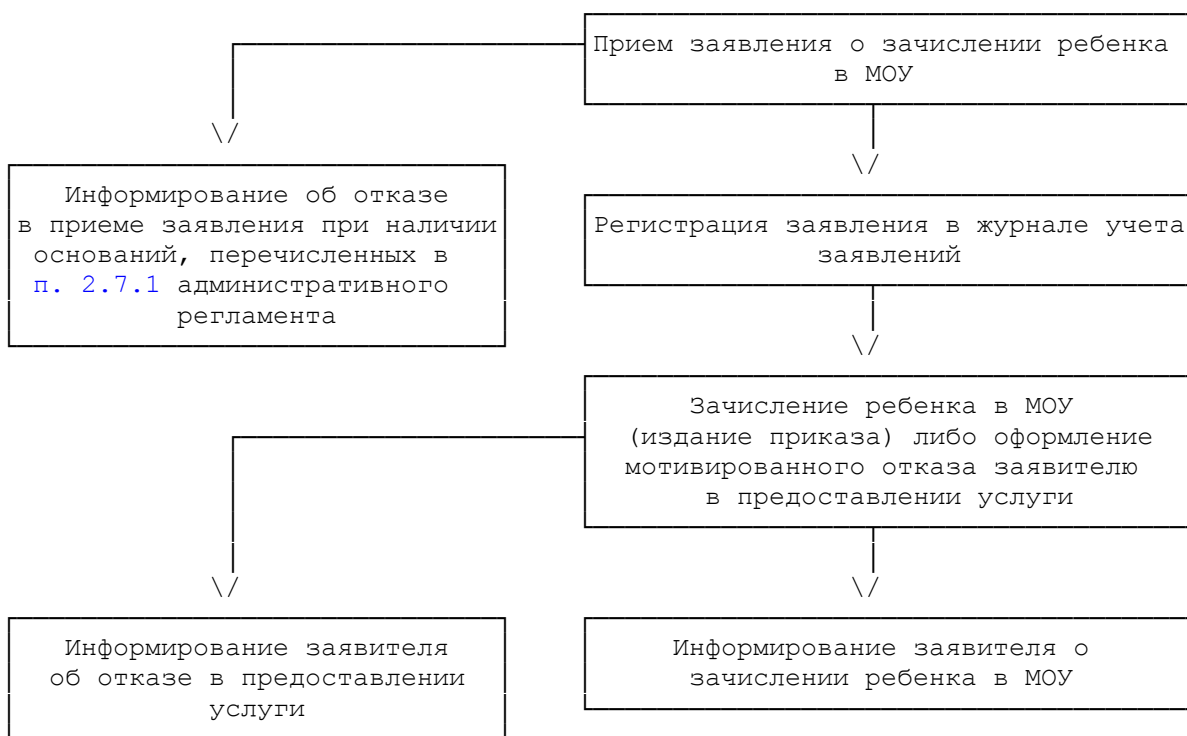 Прием заявления о зачислении ребенка
в МОУ
Информирование об отказе
в приеме заявления при наличии
оснований, перечисленных в
п. 2.7.1 административного
регламента
Регистрация заявления в журнале учета
заявлений
Зачисление ребенка в МОУ
(издание приказа) либо оформление
мотивированного отказа заявителю
в предоставлении услуги
Информирование заявителя
об отказе в предоставлении
услуги
Информирование заявителя о
зачислении ребенка в МОУ